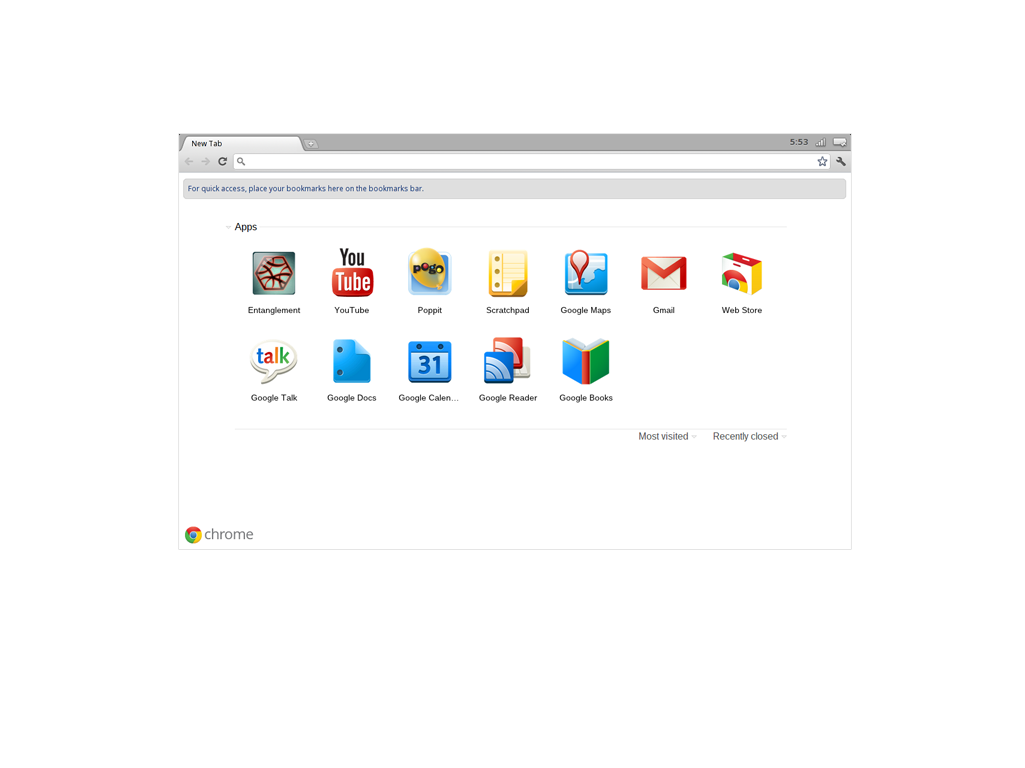 New Tab
5:53
For quick access, place your bookmarks here on the bookmarks bar.
Apps
You Tube
pogo
Entanglement YouTube Poppit Scratchpad Google Maps Gmail Web Store
talk
31
Google Talk Google Docs Google Calen... Google Reader Google Books
Most visited Recently closed
chrome